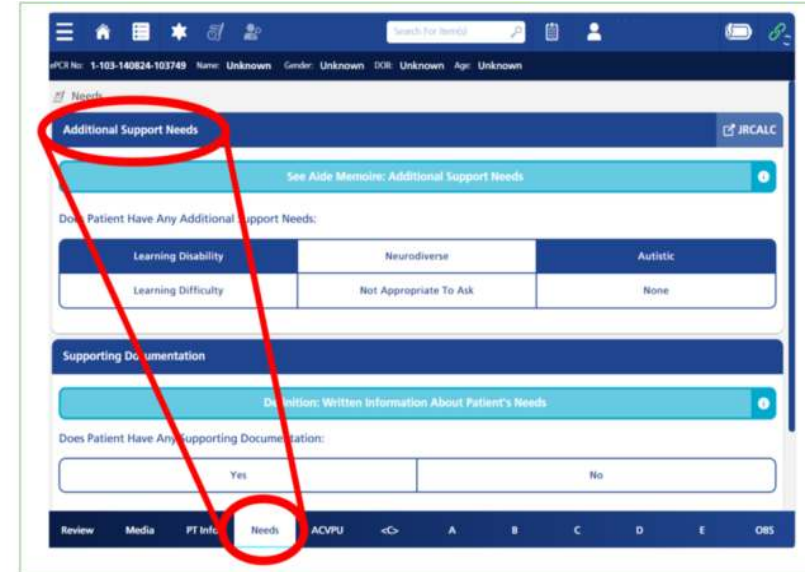 Search For Item(s)
ePCR No: 1-103-140824-103749 Name: Unknown Gender: Unknown DOB: Unknown Age: Unknown
Needs
Additional Support Needs
JRCALC
See Aide Memoire: Additional Support Needs
Does Patient Have Any Additional Support Needs:
Learning Disability Neurodiverse Autistic
Learning Difficulty Not Appropriate To Ask None
Supporting Documentation
Definition: Written Information About Patient's Needs
Does Patient Have Any Supporting Documentation:
Yes No
Review Media PT Info Needs ACVPU <C> A B C D E OBS